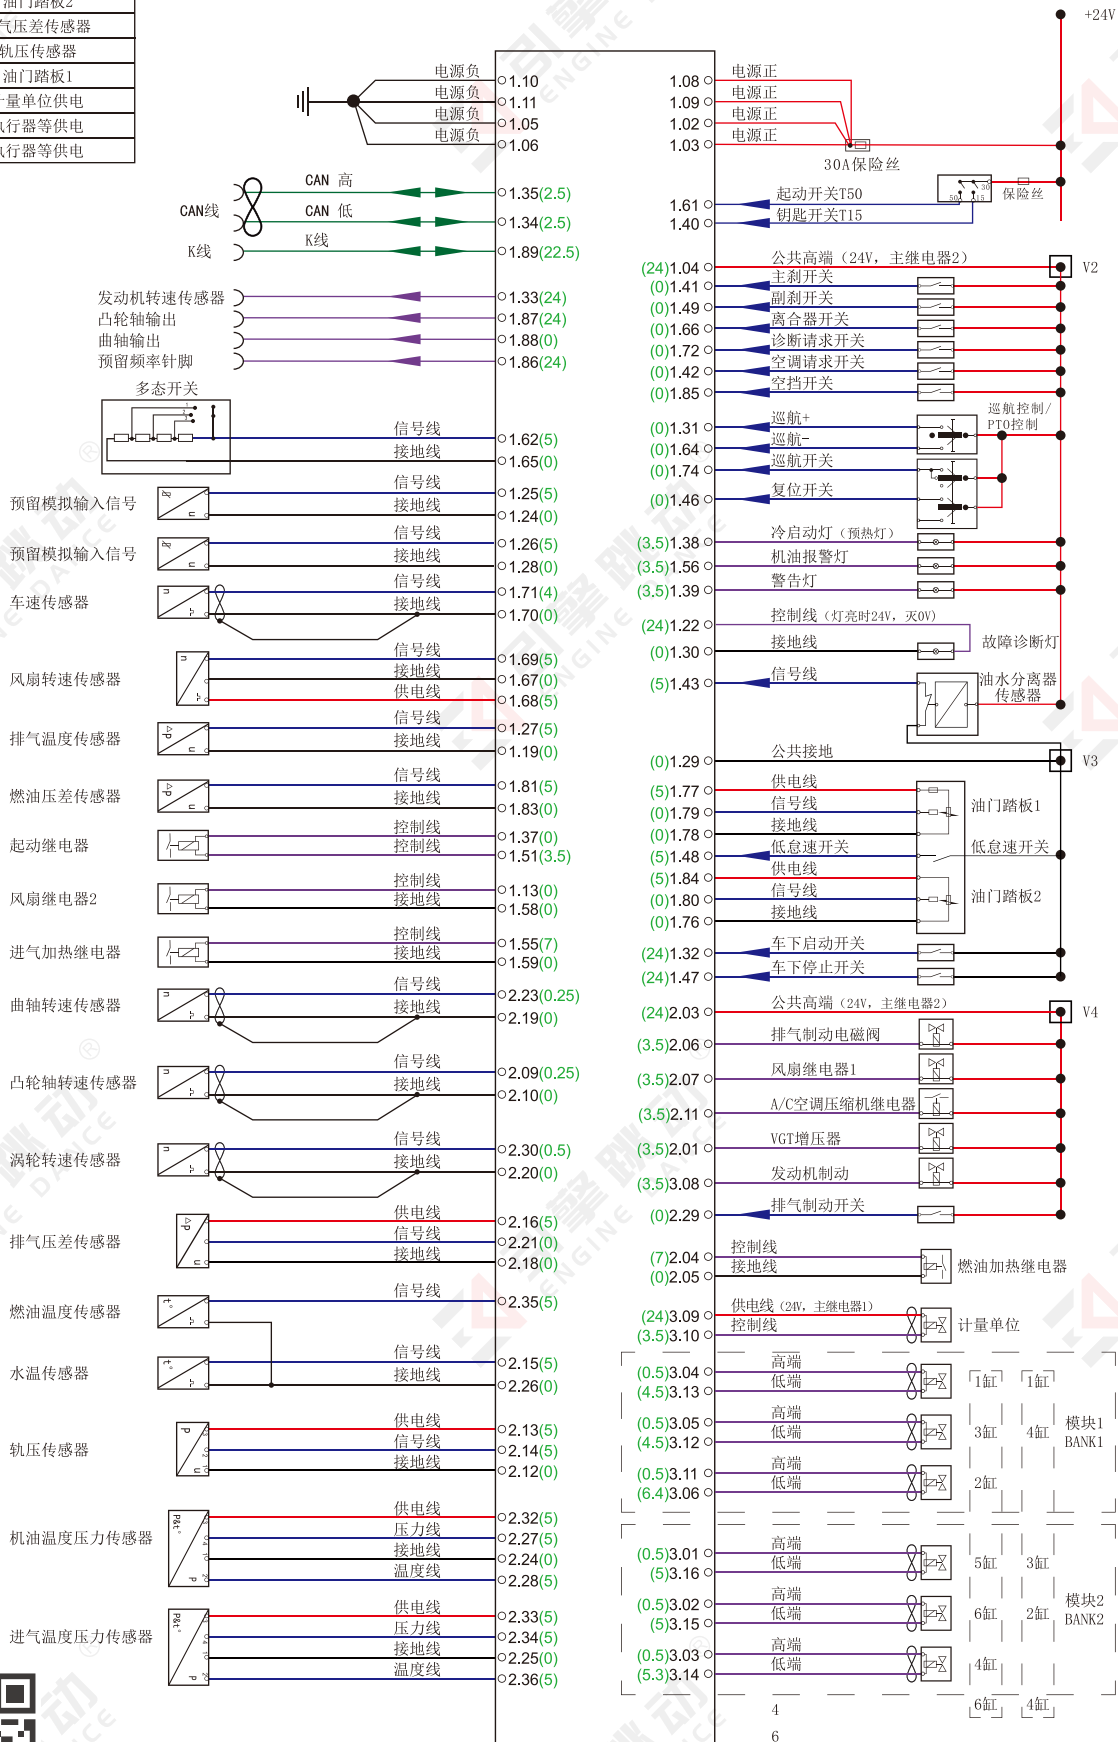 油门踏板2
气压差传感器
轨压传感器
油门踏板1
量单位供电
行器等供电
行器等供电
+24V
电源负 1.10
电源负 1.11
电源负 1.05
电源负 1.06
1.08 电源正
1.09 电源正
1.02 电源正
1.03 电源正
30A保险丝
CAN线
CAN 高 1.35(2.5)
CAN 低 1.34(2.5)
K线 K线 1.89(22.5)
1.61 起动开关T50
1.40 钥匙开关T15
50 15 30
保险丝
发动机转速传感器 1.33(24)
凸轮轴输出 1.87(24)
曲轴输出 1.88(0)
预留频率针脚 1.86(24)
多态开关
信号线 1.62(5)
接地线 1.65(0)
预留模拟输入信号
信号线 1.25(5)
接地线 1.24(0)
预留模拟输入信号
信号线 1.26(5)
接地线 1.28(0)
车速传感器
信号线 1.71(4)
接地线 1.70(0)
风扇转速传感器
信号线 1.69(5)
接地线 1.67(0)
供电线 1.68(5)
排气温度传感器
信号线 1.27(5)
接地线 1.19(0)
燃油压差传感器
信号线 1.81(5)
接地线 1.83(0)
起动继电器
控制线 1.37(0)
控制线 1.51(3.5)
风扇继电器2
控制线 1.13(0)
接地线 1.58(0)
进气加热继电器
控制线 1.55(7)
接地线 1.59(0)
曲轴转速传感器
信号线 2.23(0.25)
接地线 2.19(0)
凸轮轴转速传感器
信号线 2.09(0.25)
接地线 2.10(0)
涡轮转速传感器
信号线 2.30(0.5)
接地线 2.20(0)
排气压差传感器
供电线 2.16(5)
信号线 2.21(0)
接地线 2.18(0)
燃油温度传感器
信号线 2.35(5)
水温传感器
信号线 2.15(5)
接地线 2.26(0)
轨压传感器
供电线 2.13(5)
信号线 2.14(5)
接地线 2.12(0)
机油温度压力传感器
供电线 2.32(5)
压力线 2.27(5)
接地线 2.24(0)
温度线 2.28(5)
进气温度压力传感器
供电线 2.33(5)
压力线 2.34(5)
接地线 2.25(0)
温度线 2.36(5)
(24)1.04 公共高端（24V，主继电器2） V2
(0)1.41 主刹开关
(0)1.49 副刹开关
(0)1.66 离合器开关
(0)1.72 诊断请求开关
(0)1.42 空调请求开关
(0)1.85 空挡开关
巡航控制/
PTO控制
(0)1.31 巡航+
(0)1.64 巡航-
(0)1.74 巡航开关
(0)1.46 复位开关
(3.5)1.38 冷启动灯（预热灯）
(3.5)1.56 机油报警灯
(3.5)1.39 警告灯
(24)1.22 控制线（灯亮时24V，灭0V）
(0)1.30 接地线 故障诊断灯
(5)1.43 信号线
油水分离器
传感器
(0)1.29 公共接地 V3
(5)1.77 供电线
(0)1.79 信号线 油门踏板1
(0)1.78 接地线
(5)1.48 低怠速开关 低怠速开关
(5)1.84 供电线
(0)1.80 信号线 油门踏板2
(0)1.76 接地线
(24)1.32 车下启动开关
(24)1.47 车下停止开关
(24)2.03 公共高端（24V，主继电器2） V4
(3.5)2.06 排气制动电磁阀
(3.5)2.07 风扇继电器1
(3.5)2.11 A/C空调压缩机继电器
(3.5)2.01 VGT增压器
(3.5)3.08 发动机制动
(0)2.29 排气制动开关
(7)2.04 控制线
(0)2.05 接地线 燃油加热继电器
(24)3.09 供电线（24V，主继电器1）
(3.5)3.10 控制线 计量单位
(0.5)3.04 高端
(4.5)3.13 低端 1缸 1缸
(0.5)3.05 高端
(4.5)3.12 低端 3缸 4缸
模块1
BANK1
(0.5)3.11 高端
(6.4)3.06 低端 2缸
(0.5)3.01 高端
(5)3.16 低端 5缸 3缸
(0.5)3.02 高端
(5)3.15 低端 6缸 2缸
模块2
BANK2
(0.5)3.03 高端
(5.3)3.14 低端 4缸
4 6缸 4缸
6